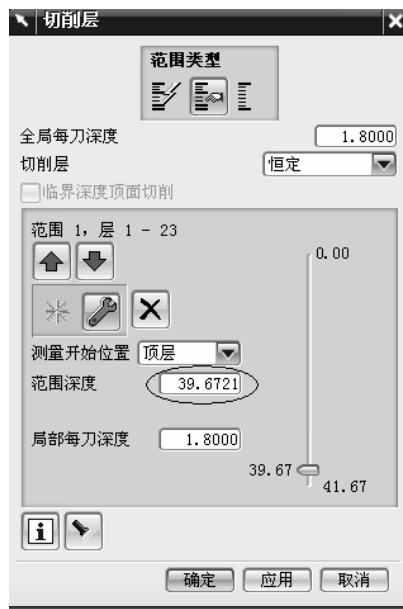 切削层
范围类型
全局每刀深度 1.8000
切削层 恒定
临界深度顶面切削
范围 1, 层 1 - 23
0.00
测量开始位置 顶层
范围深度 39.6721
局部每刀深度 1.8000
39.67
41.67
确定 应用 取消